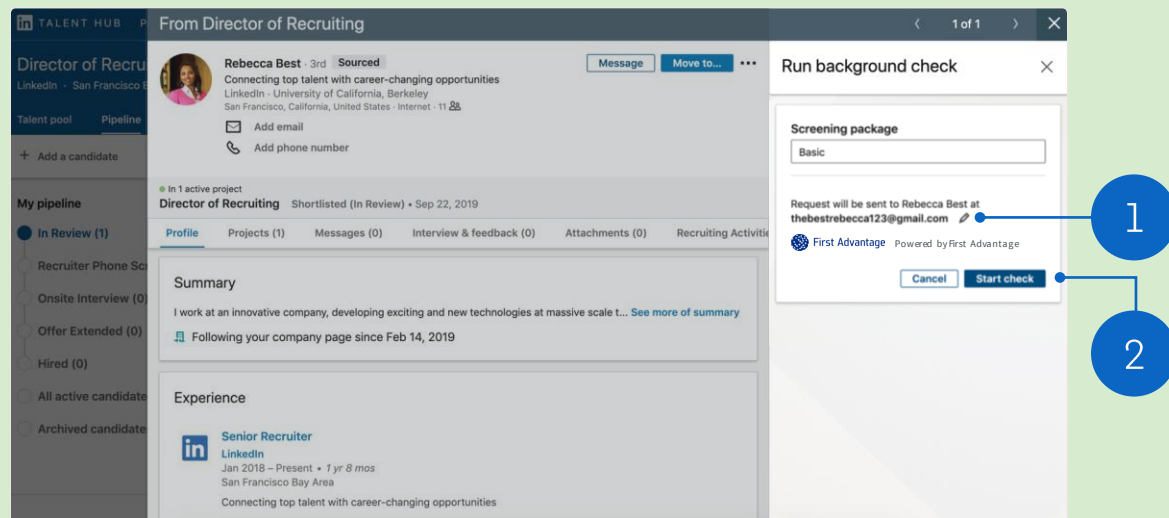 in TALENT HUB P
From Director of Recruiting
1 of 1
Director of Recru
LinkedIn · San Francisco B
Talent pool Pipeline
+ Add a candidate
My pipeline
In Review (1)
Recruiter Phone Scr
Onsite Interview (0)
Offer Extended (0)
Hired (0)
All active candidate
Archived candidate
Rebecca Best · 3rd Sourced
Message Move to... •••
Connecting top talent with career-changing opportunities
LinkedIn · University of California, Berkeley
San Francisco, California, United States · Internet · 11
Add email
Add phone number
In 1 active project
Director of Recruiting Shortlisted (In Review) • Sep 22, 2019
Profile Projects (1) Messages (0) Interview & feedback (0) Attachments (0) Recruiting Activitie
Summary
I work at an innovative company, developing exciting and new technologies at massive scale t... See more of summary
Following your company page since Feb 14, 2019
Experience
in
Senior Recruiter
LinkedIn
Jan 2018 – Present • 1 yr 8 mos
San Francisco Bay Area
Connecting top talent with career-changing opportunities
Run background check
Screening package
Basic
Request will be sent to Rebecca Best at
thebestrebecca123@gmail.com
First Advantage Powered by First Advantage
Cancel Start check
1
2